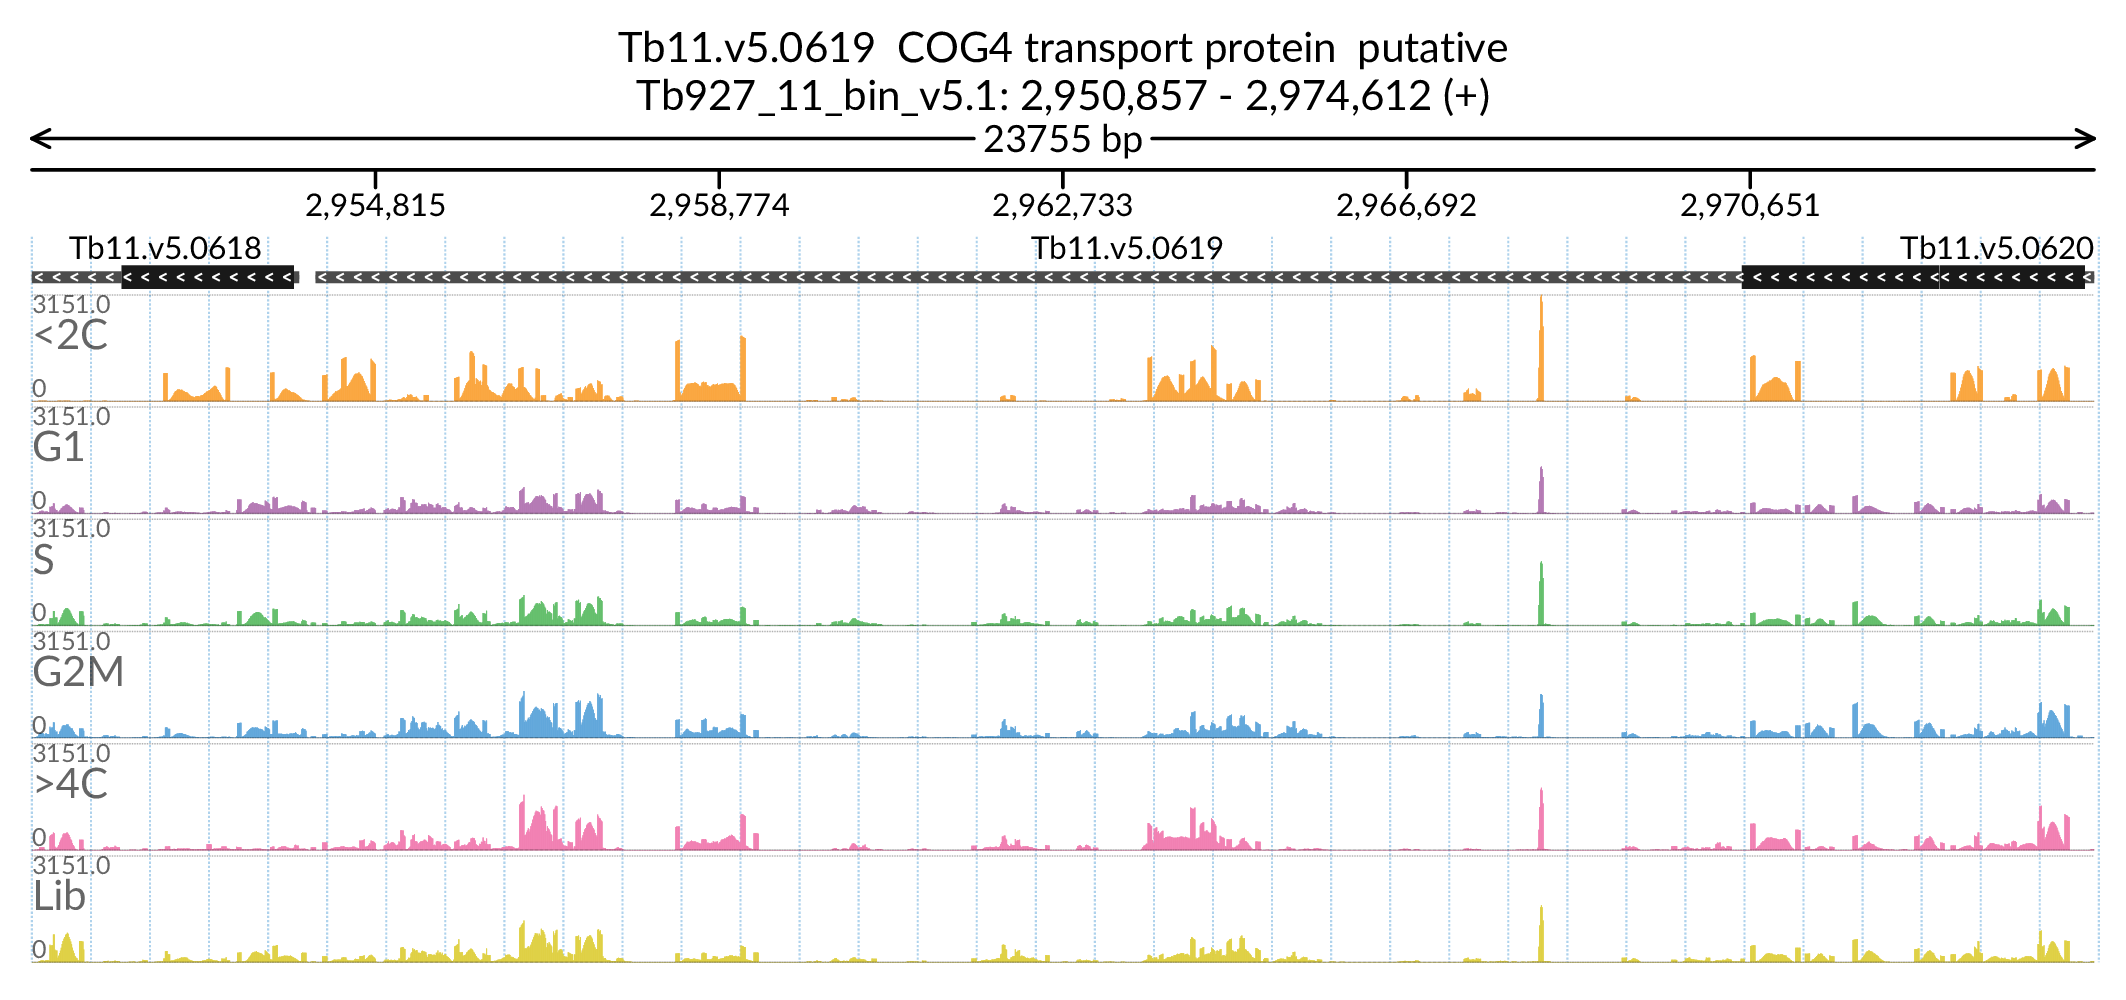 Tb11.v5.0619  COG4 transport protein  putative
Tb927_11_bin_v5.1: 2,950,857 - 2,974,612 (+)
23755 bp
2,954,815 2,958,774 2,962,733 2,966,692 2,970,651
Tb11.v5.0618 Tb11.v5.0619 Tb11.v5.0620
3151.0
<2C
0
3151.0
G1
0
3151.0
S
0
3151.0
G2M
0
3151.0
>4C
0
3151.0
Lib
0